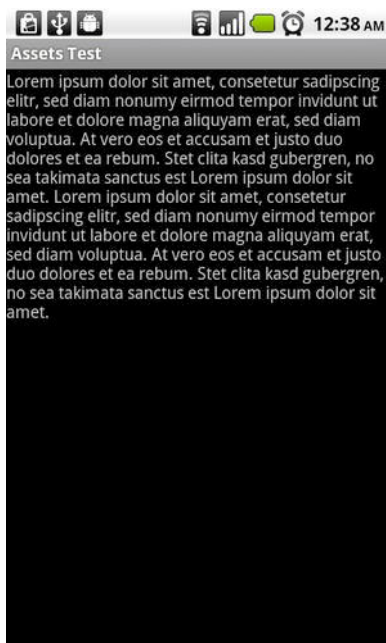 12:38 AM
Assets Test
Lorem ipsum dolor sit amet, consetetur sadipscing
elitr, sed diam nonumy eirmod tempor invidunt ut
labore et dolore magna aliquyam erat, sed diam
voluptua. At vero eos et accusam et justo duo
dolores et ea rebum. Stet clita kasd gubergren, no
sea takimata sanctus est Lorem ipsum dolor sit
amet. Lorem ipsum dolor sit amet, consetetur
sadipscing elitr, sed diam nonumy eirmod tempor
invidunt ut labore et dolore magna aliquyam erat,
sed diam voluptua. At vero eos et accusam et justo
duo dolores et ea rebum. Stet clita kasd gubergren,
no sea takimata sanctus est Lorem ipsum dolor sit
amet.